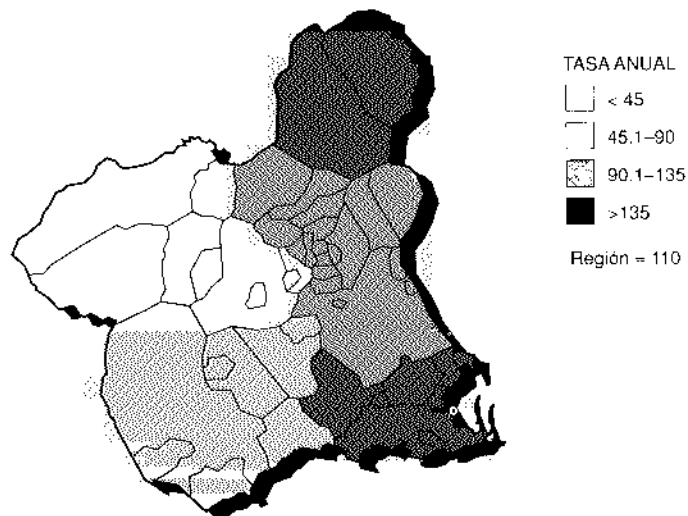 TASA ANUAL
< 45
45.1–90
90.1–135
>135
Región = 110